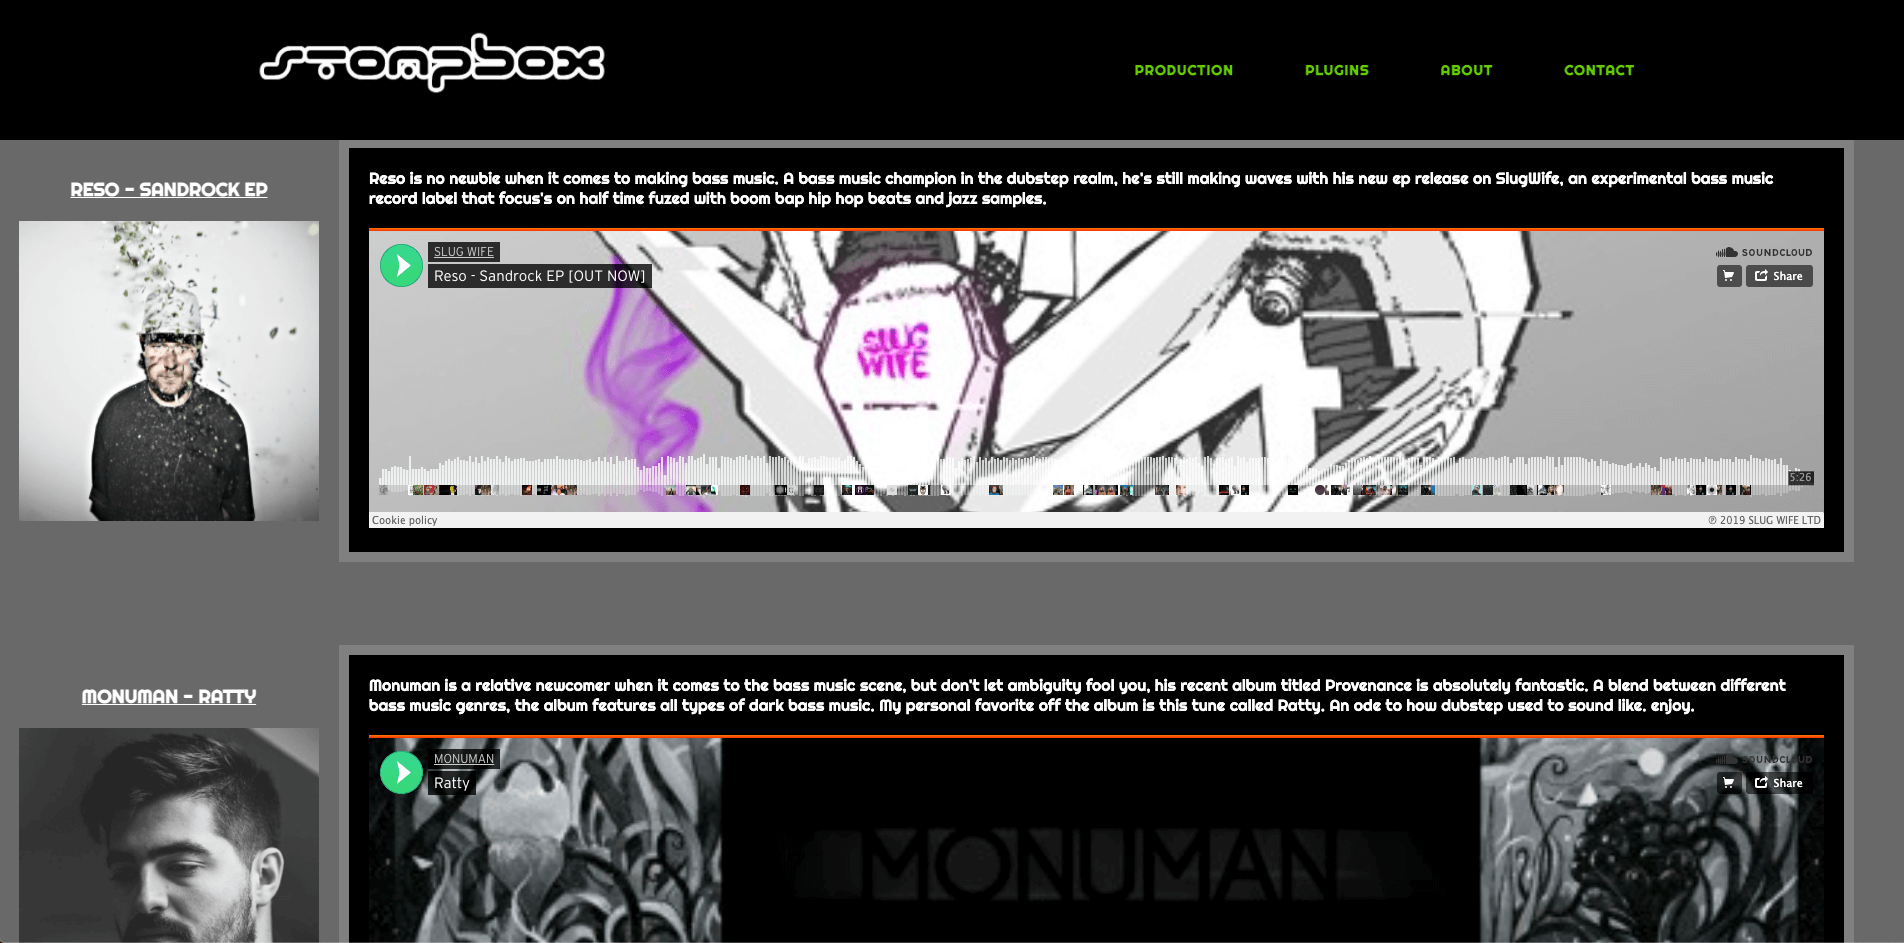 stompbox
PRODUCTION PLUGINS ABOUT CONTACT
RESO - SANDROCK EP
Reso is no newbie when it comes to making bass music. A bass music champion in the dubstep realm, he's still making waves with his new ep release on SlugWife, an experimental bass music
record label that focus's on half time fuzed with boom bap hip hop beats and jazz samples.
SLUG WIFE
Reso - Sandrock EP [OUT NOW]
SOUNDCLOUD
Share
SLUG
WIFE
5:26
Cookie policy
℗ 2019 SLUG WIFE LTD
MONUMAN - RATTY
Monuman is a relative newcomer when it comes to the bass music scene, but don't let ambiguity fool you, his recent album titled Provenance is absolutely fantastic. A blend between different
bass music genres, the album features all types of dark bass music. My personal favorite off the album is this tune called Ratty. An ode to how dubstep used to sound like. enjoy.
MONUMAN
Ratty
SOUNDCLOUD
Share
MONUMAN